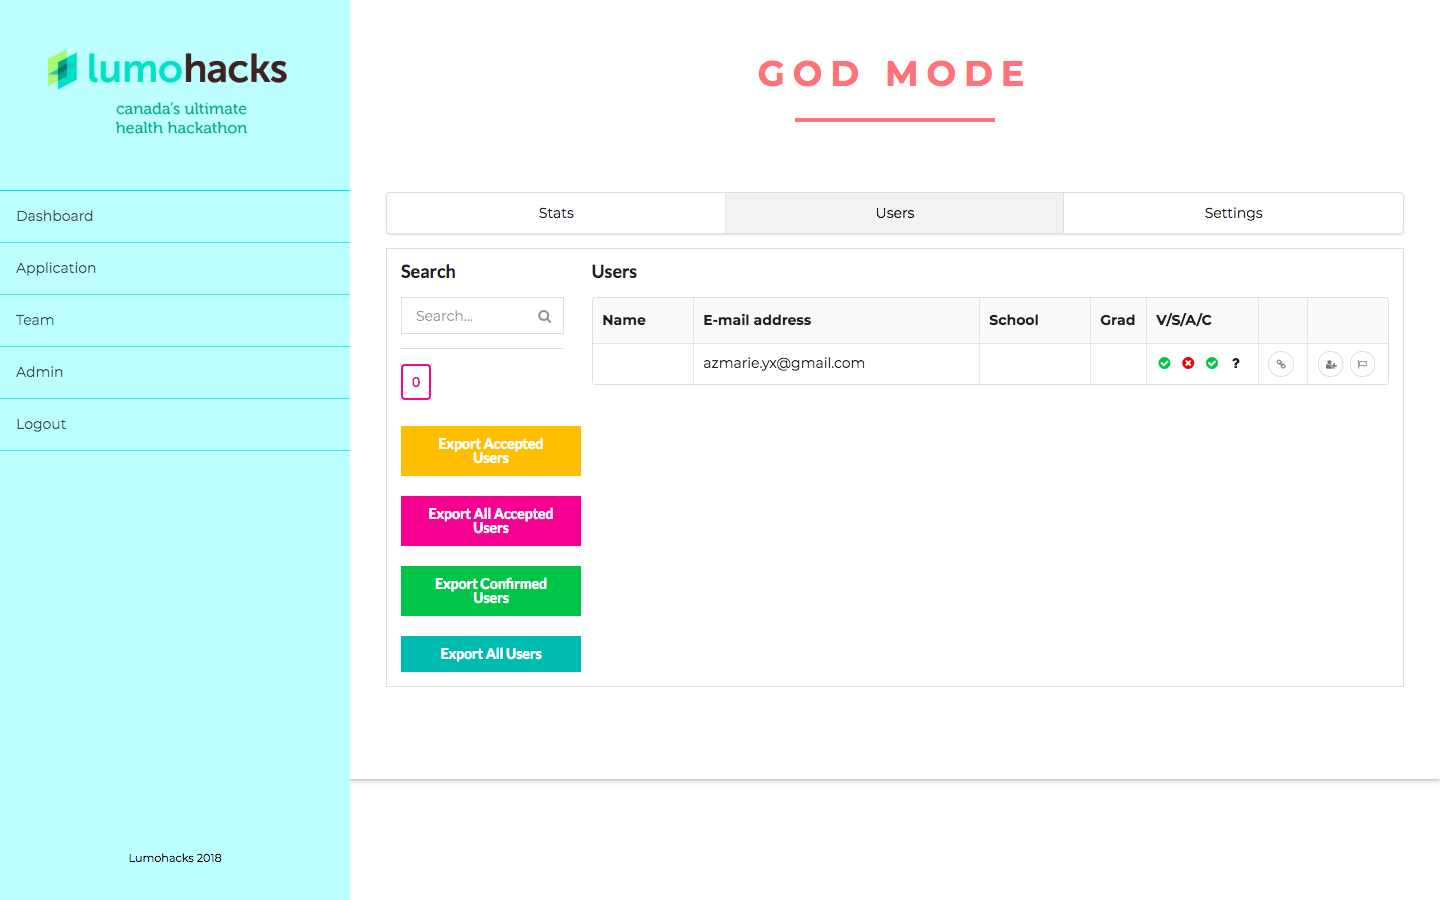 lumohacks
canada's ultimate
health hackathon
Dashboard
Application
Team
Admin
Logout
Lumohacks 2018
GOD MODE
Stats
Users
Settings
Search
Search...
0
Export Accepted
Users
Export All Accepted
Users
Export Confirmed
Users
Export All Users
Users
Name
E-mail address
School
Grad
V/S/A/C
azmarie.yx@gmail.com
?